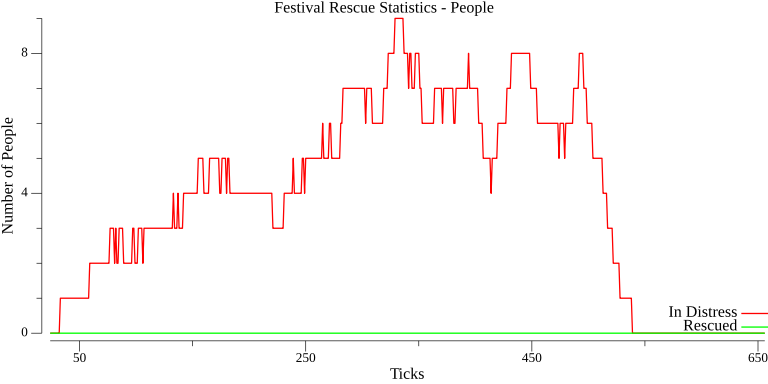 Festival Rescue Statistics - People
Number of People
8
4
0
In Distress
Rescued
50
250
450
650
Ticks